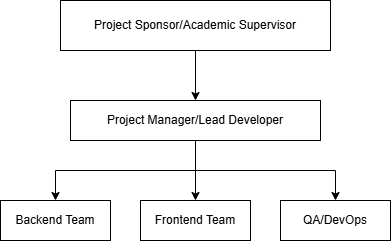 Project Sponsor/Academic Supervisor
Project Manager/Lead Developer
Backend Team
Frontend Team
QA/DevOps